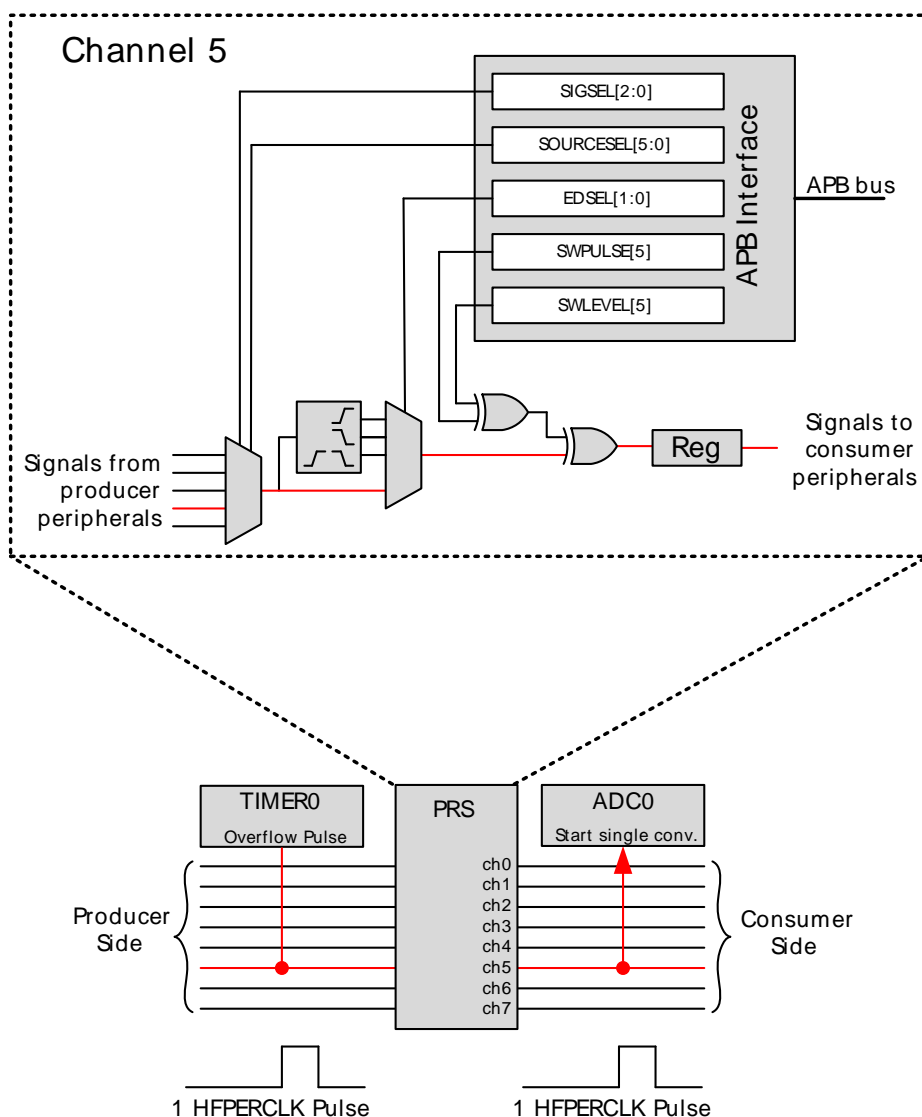 Channel 5
SIGSEL[2:0]
SOURCESEL[5:0]
EDSEL[1:0]
SWPULSE[5]
SWLEVEL[5]
APB Interface
APB bus
Signals from
producer
peripherals
Reg
Signals to
consumer
peripherals
TIMER0
Overflow Pulse
PRS
ADC0
Start single conv.
ch0
ch1
ch2
ch3
ch4
ch5
ch6
ch7
Producer
Side
Consumer
Side
1 HFPERCLK Pulse
1 HFPERCLK Pulse